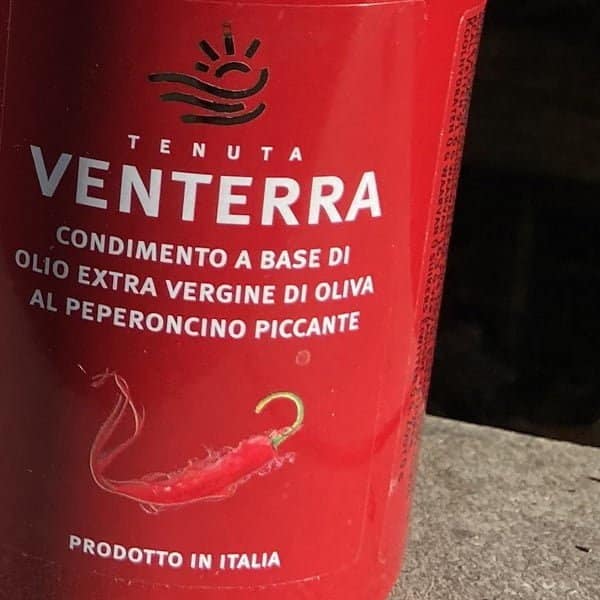 TENUTA
VENTERRA
CONDIMENTO A BASE DI
OLIO EXTRA VERGINE DI OLIVA
AL PEPERONCINO PICCANTE
PRODOTTO IN ITALIA